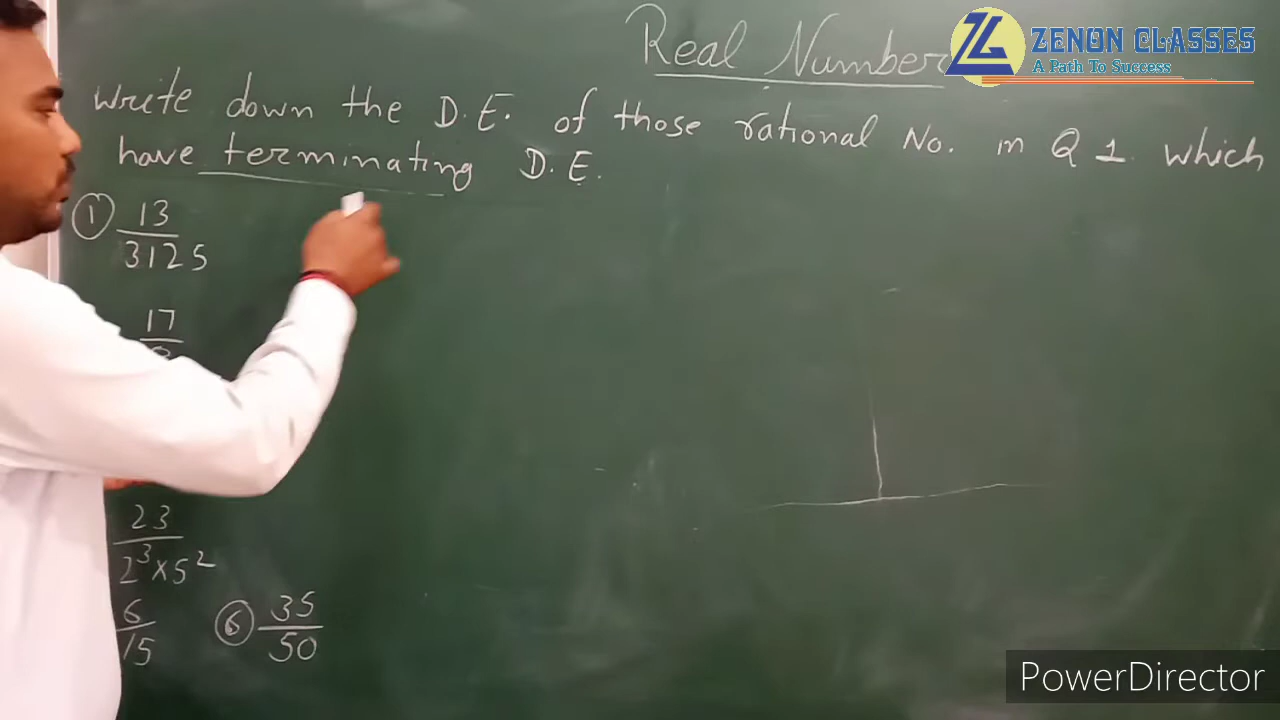 Real Number
ZENON CLASSES
A Path To Success
Write down the D.E. of those rational No. in Q 1. which
have terminating D.E.
① 13
3125
17
23
2³×5²
6
15
⑥ 35
50
PowerDirector